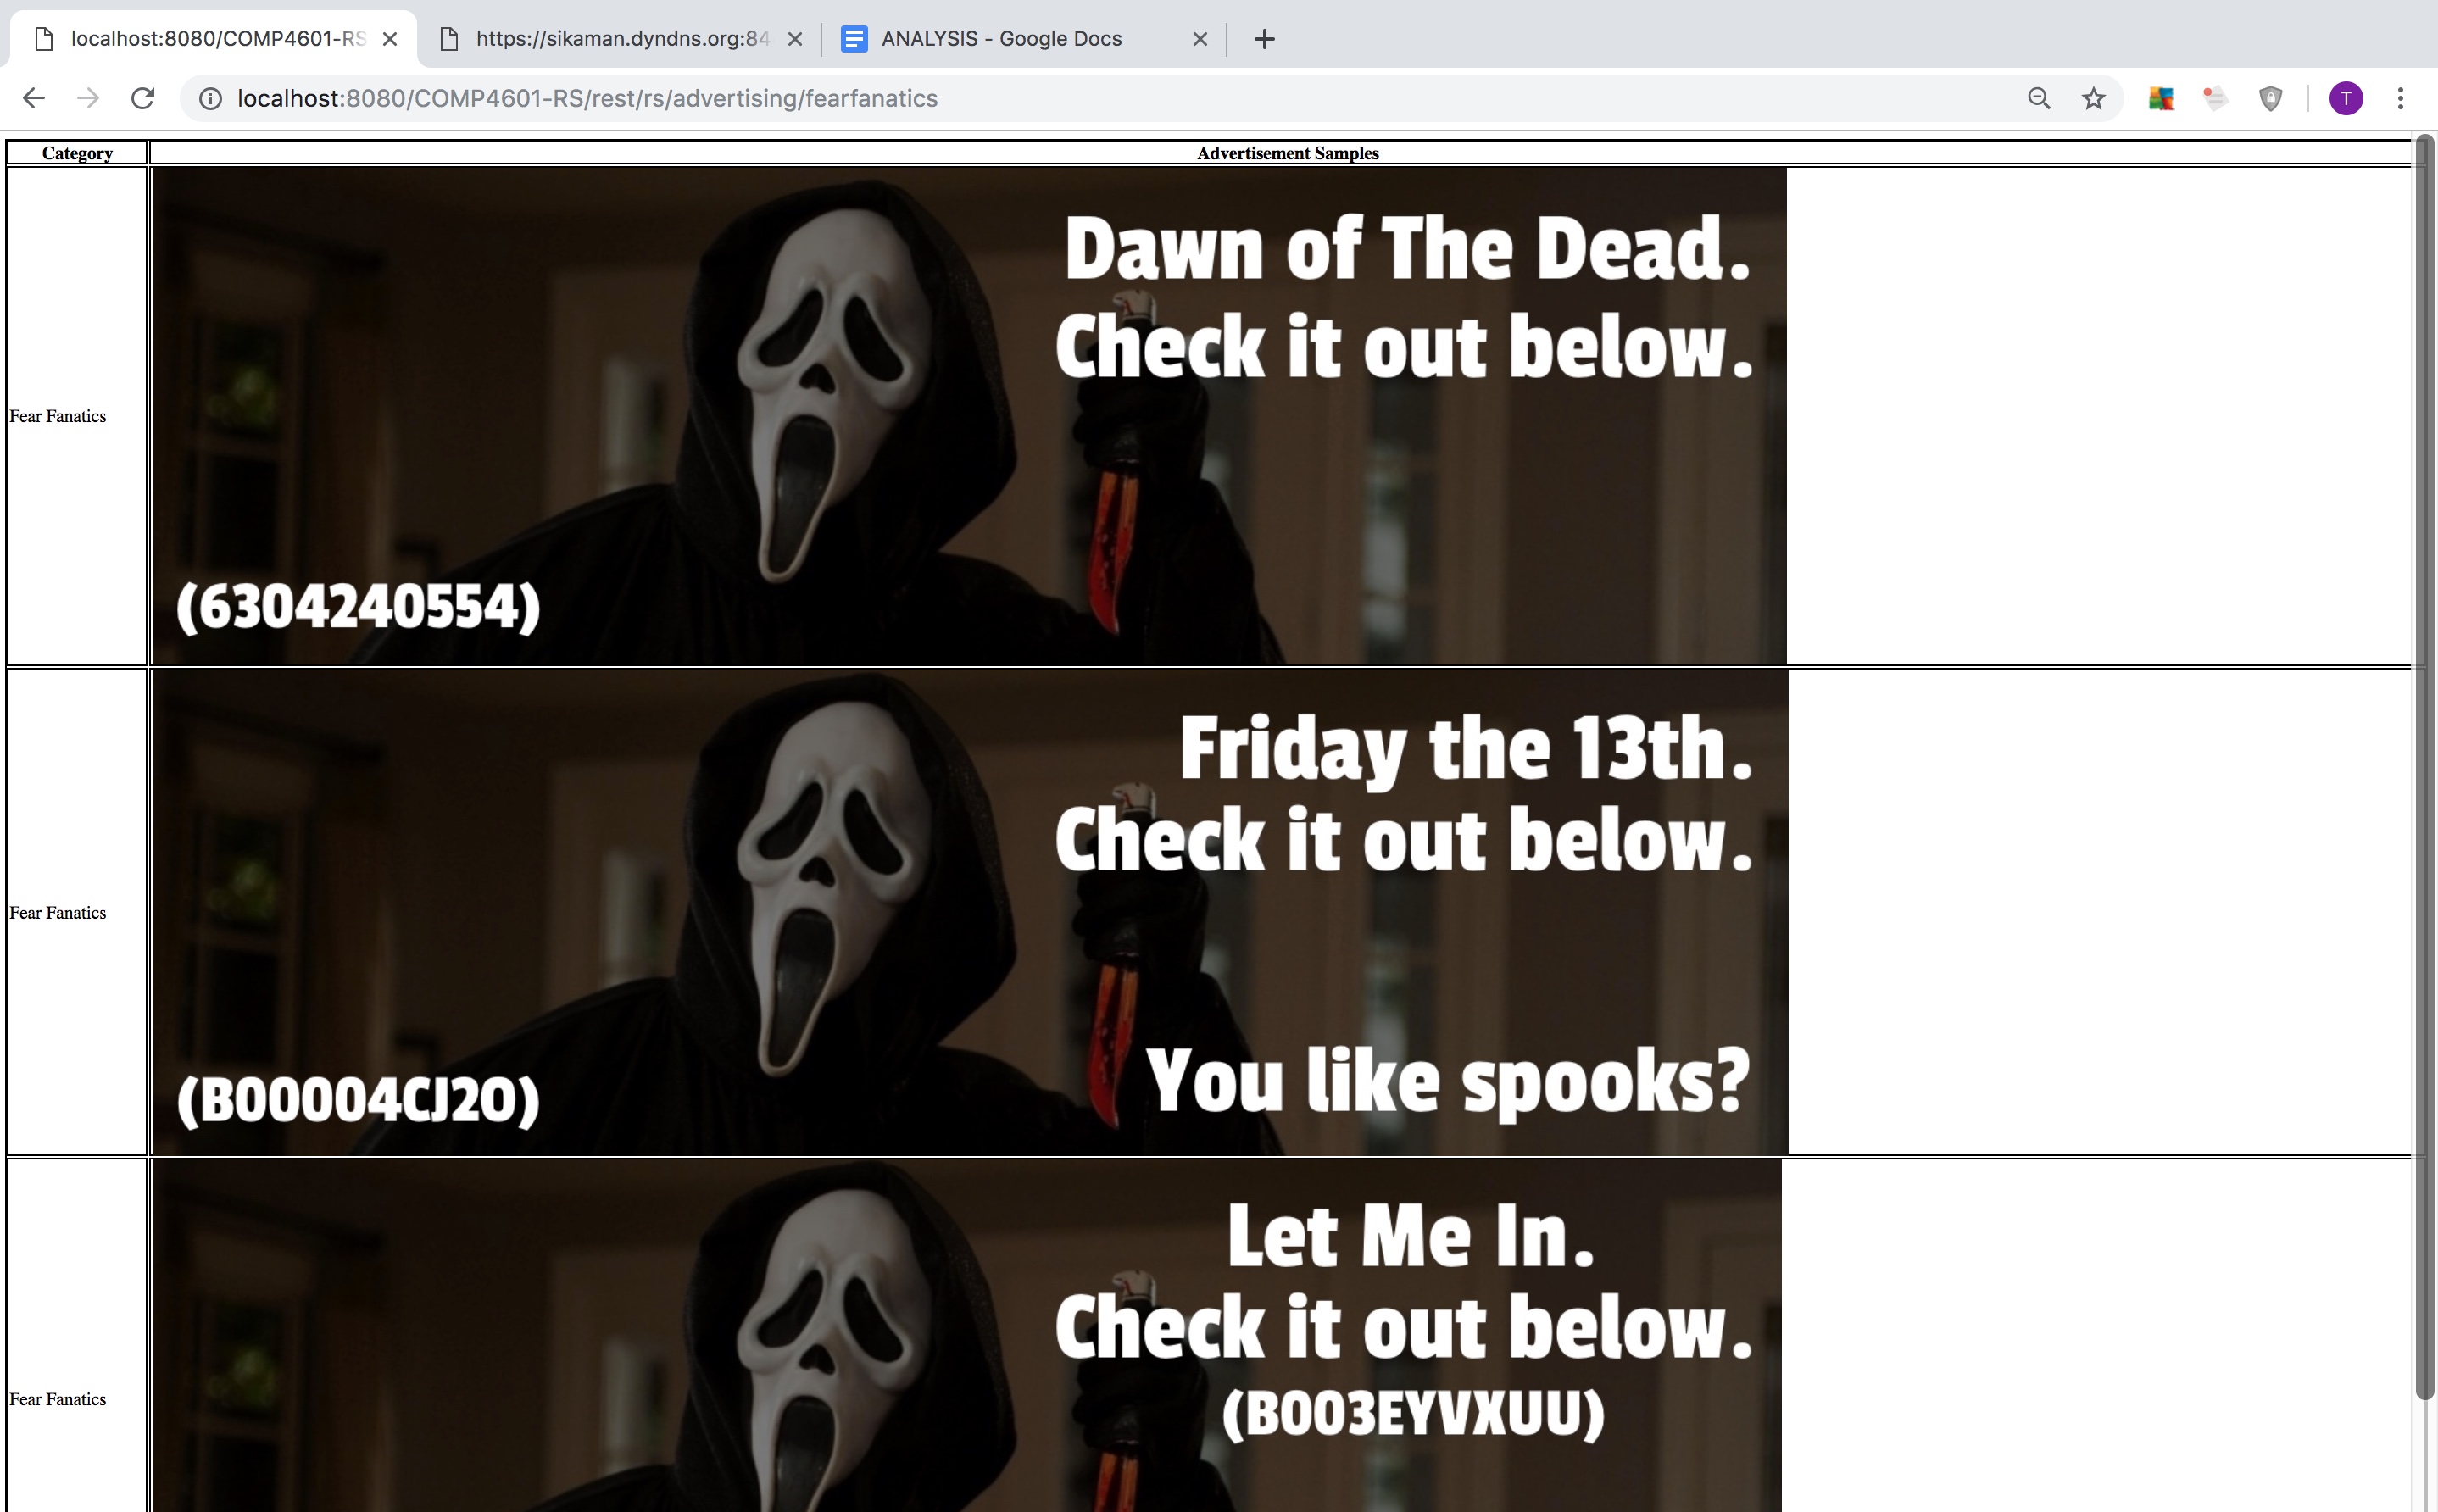 localhost:8080/COMP4601-RS
https://sikaman.dyndns.org:84
ANALYSIS - Google Docs
localhost:8080/COMP4601-RS/rest/rs/advertising/fearfanatics
T
Category
Advertisement Samples
Fear Fanatics
Dawn of The Dead.
Check it out below.
(6304240554)
Fear Fanatics
Friday the 13th.
Check it out below.
You like spooks?
(B00004CJ2O)
Fear Fanatics
Let Me In.
Check it out below.
(B003EYVXUU)